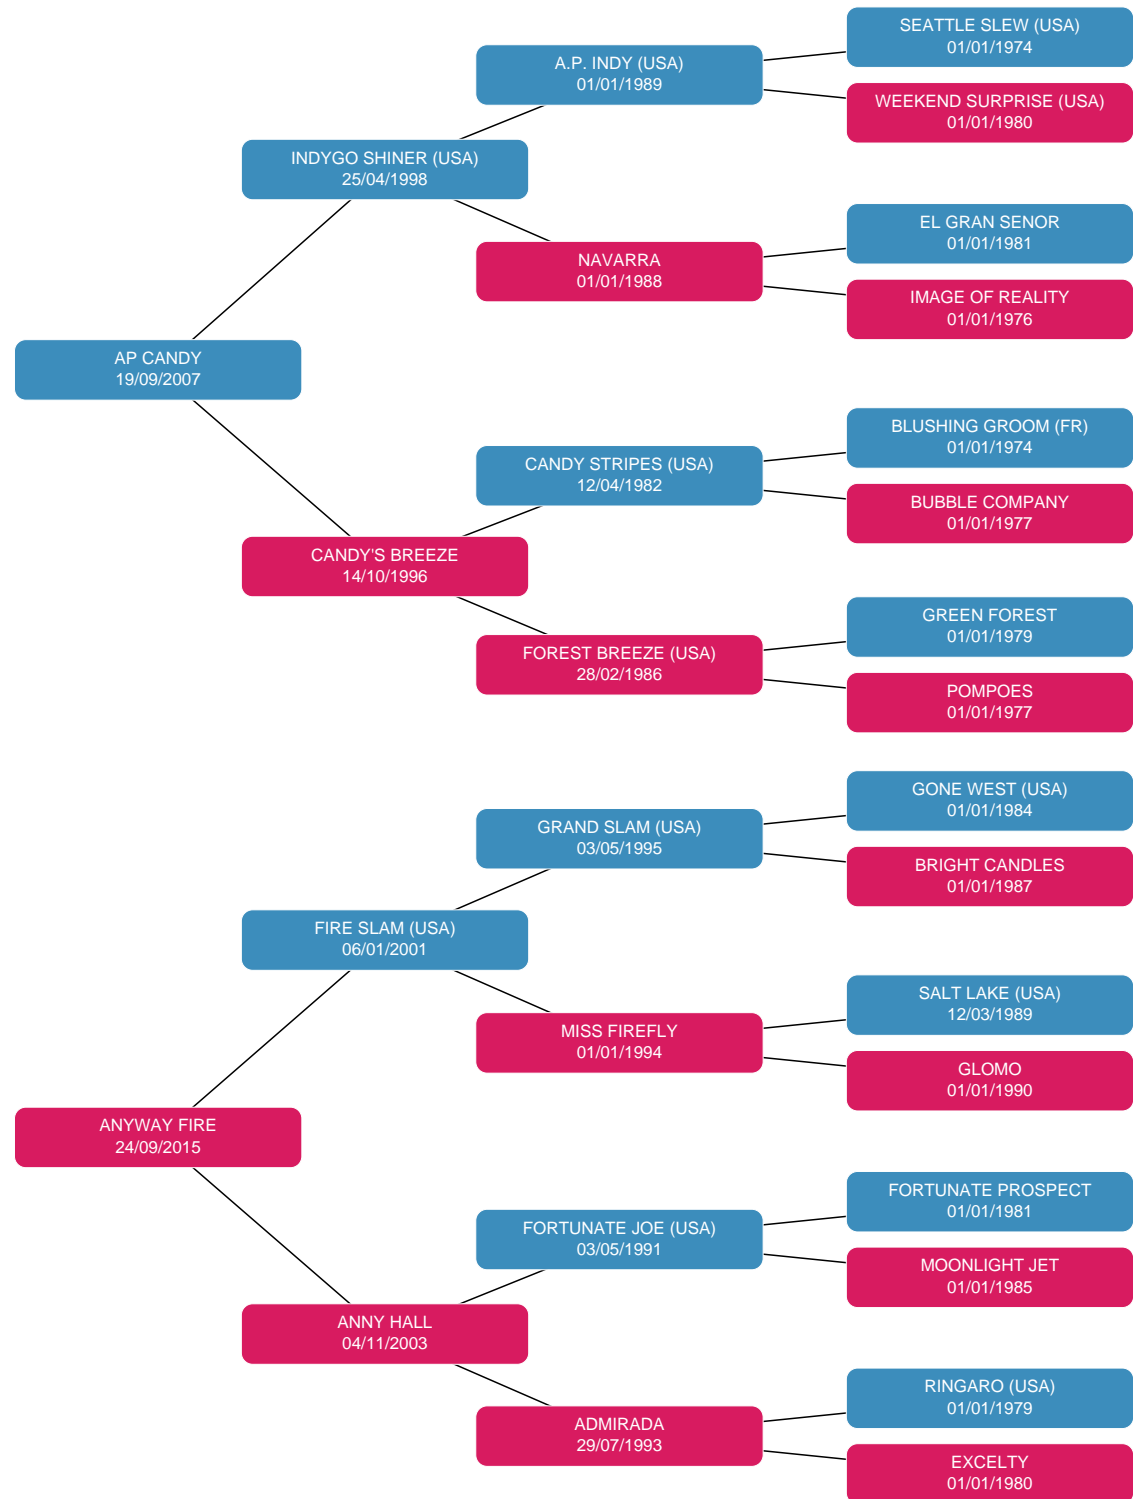 SEATTLE SLEW (USA)
01/01/1974
A.P. INDY (USA)
01/01/1989
WEEKEND SURPRISE (USA)
01/01/1980
INDYGO SHINER (USA)
25/04/1998
EL GRAN SENOR
01/01/1981
NAVARRA
01/01/1988
IMAGE OF REALITY
01/01/1976
AP CANDY
19/09/2007
BLUSHING GROOM (FR)
01/01/1974
CANDY STRIPES (USA)
12/04/1982
BUBBLE COMPANY
01/01/1977
CANDY'S BREEZE
14/10/1996
GREEN FOREST
01/01/1979
FOREST BREEZE (USA)
28/02/1986
POMPOES
01/01/1977
GONE WEST (USA)
01/01/1984
GRAND SLAM (USA)
03/05/1995
BRIGHT CANDLES
01/01/1987
FIRE SLAM (USA)
06/01/2001
SALT LAKE (USA)
12/03/1989
MISS FIREFLY
01/01/1994
GLOMO
01/01/1990
ANYWAY FIRE
24/09/2015
FORTUNATE PROSPECT
01/01/1981
FORTUNATE JOE (USA)
03/05/1991
MOONLIGHT JET
01/01/1985
ANNY HALL
04/11/2003
RINGARO (USA)
01/01/1979
ADMIRADA
29/07/1993
EXCELTY
01/01/1980